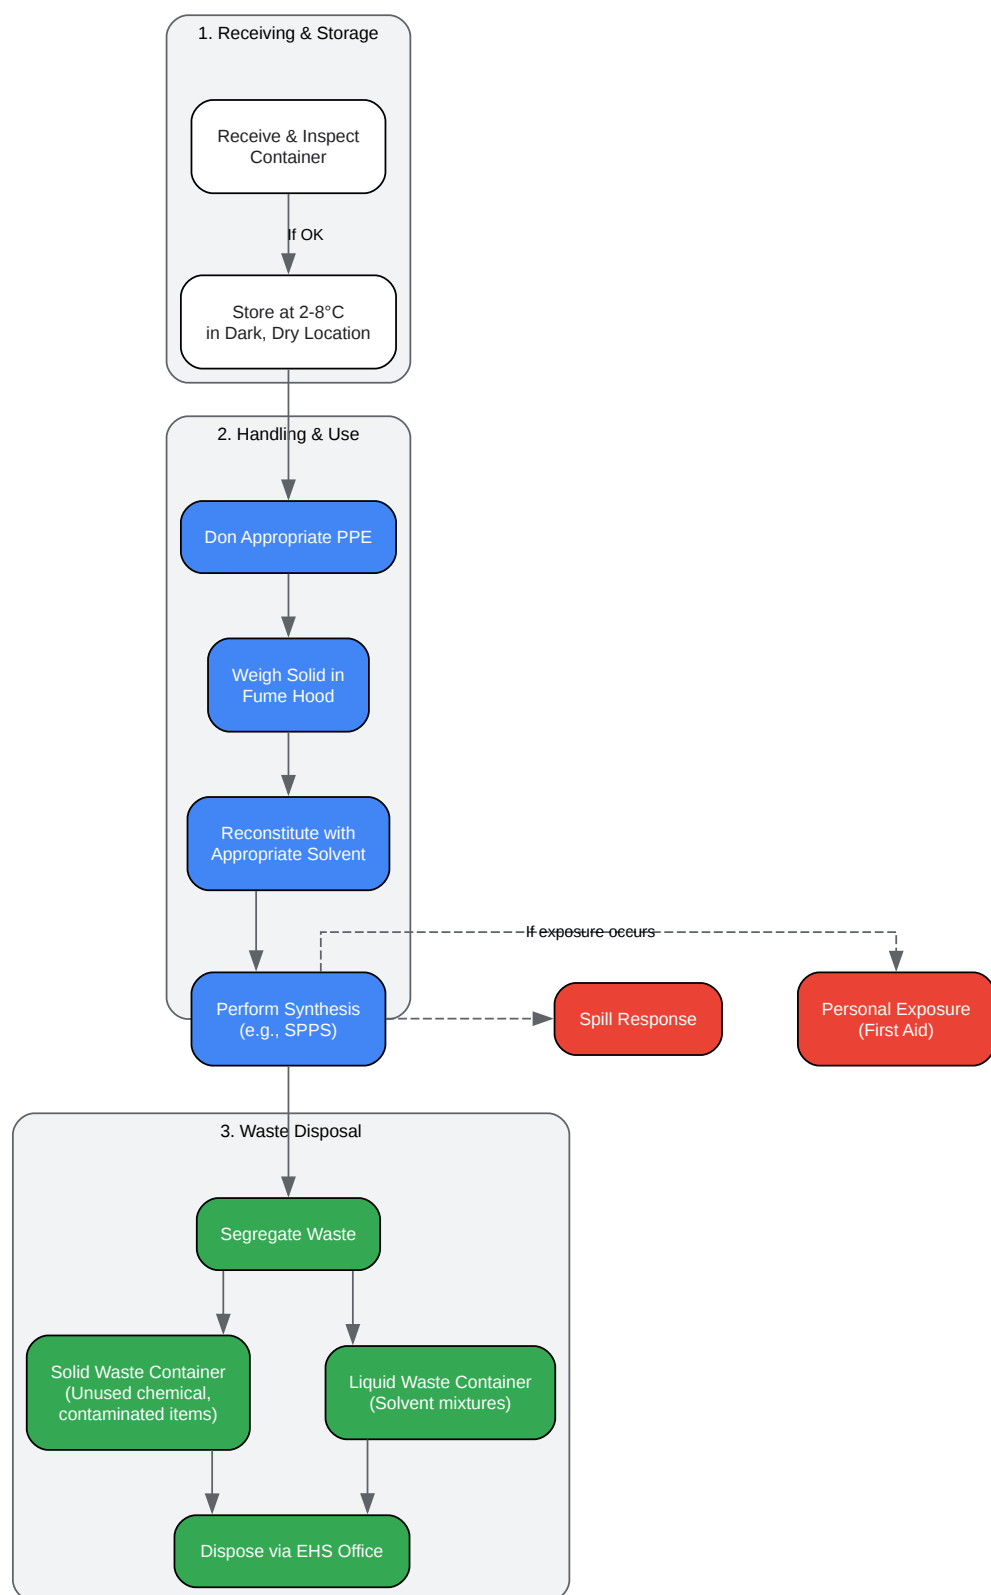 1. Receiving & Storage
Receive & Inspect
Container
If OK
Store at 2-8°C
in Dark, Dry Location
2. Handling & Use
Don Appropriate PPE
Weigh Solid in
Fume Hood
Reconstitute with
Appropriate Solvent
If exposure occurs
Perform Synthesis
(e.g., SPPS)
Spill Response
Personal Exposure
(First Aid)
3. Waste Disposal
Segregate Waste
Solid Waste Container
(Unused chemical,
contaminated items)
Liquid Waste Container
(Solvent mixtures)
Dispose via EHS Office